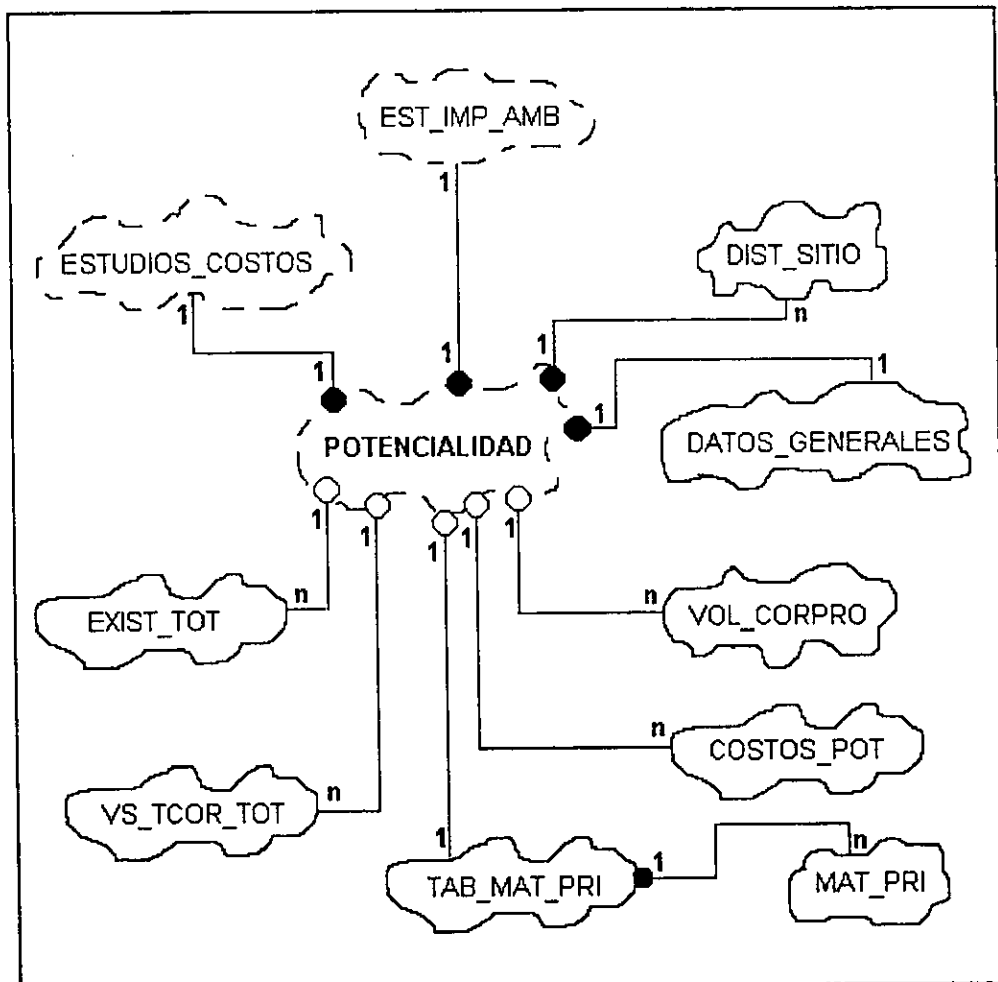 EST_IMP_AMB
1
ESTUDIOS_COSTOS
1
DIST_SITIO
n
1
1
1
1
1
DATOS_GENERALES
POTENCIALIDAD
1
1
1
1
1
n
EXIST_TOT
n
VOL_CORPRO
n
COSTOS_POT
n
VS_TCOR_TOT
1
TAB_MAT_PRI
1
n
MAT_PRI